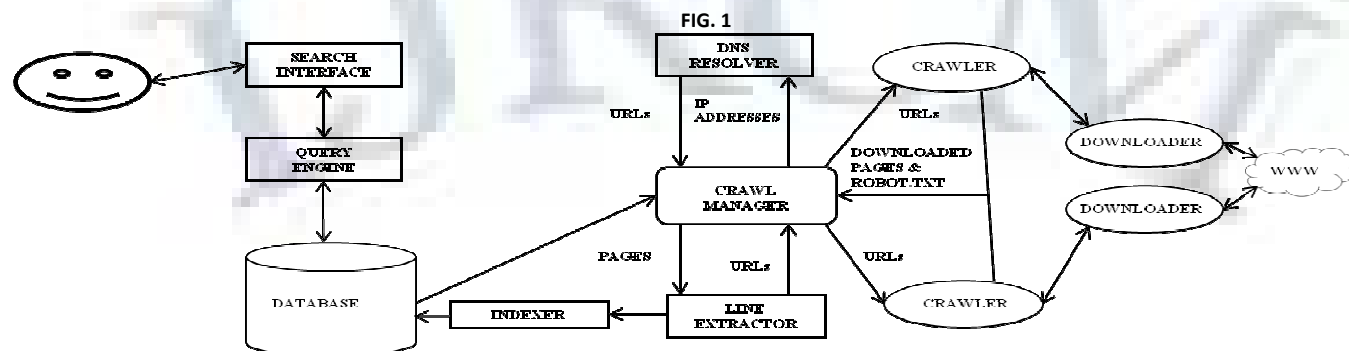 FIG. 1
SEARCH
INTERFACE
QUERY
ENGINE
DATABASE
INDEXER
DNS
RESOLVER
URLs
IP
ADDRESSES
CRAWL
MANAGER
PAGES
URLs
LINE
EXTRACTOR
CRAWLER
URLs
DOWNLOADED
PAGES &
ROBOT.TXT
URLs
CRAWLER
DOWNLOADER
DOWNLOADER
WWW